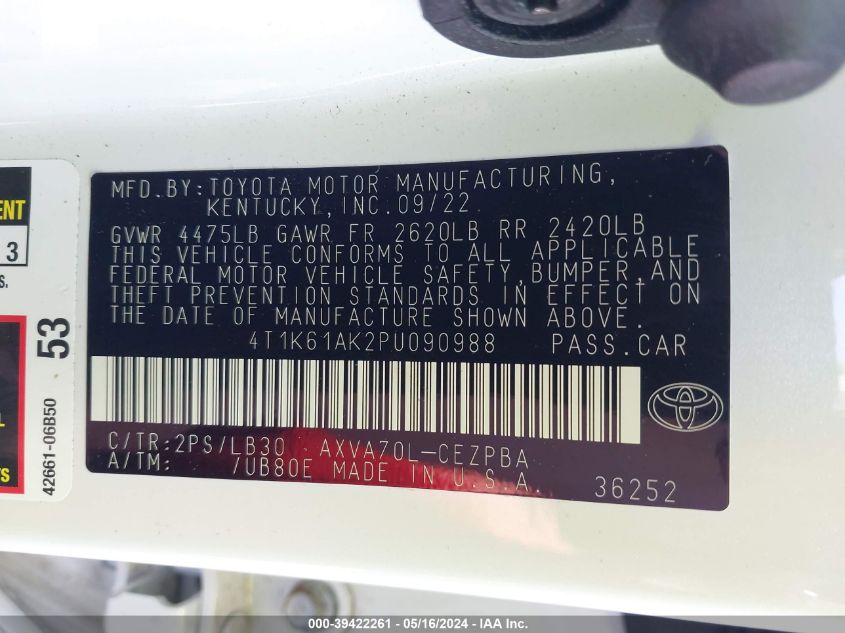 MFD.BY:TOYOTA MOTOR MANUFACTURING,
KENTUCKY,INC.09/22
GVWR 4475LB GAWR FR 2620LB RR 2420LB
THIS VEHICLE CONFORMS TO ALL APPLICABLE
FEDERAL MOTOR VEHICLE SAFETY,BUMPER,AND
THEFT PREVENTION STANDARDS IN EFFECT ON
THE DATE OF MANUFACTURE SHOWN ABOVE.
4T1K61AK2PU090988 PASS.CAR
C/TR:2PS/LB30 AXVA70L-CEZPBA
A/TM: /UB80E MADE IN U.S.A. 36252
ENT
3
S.
53
42661-06B50
L
TS
000-39422261 - 05/16/2024 - IAA Inc.